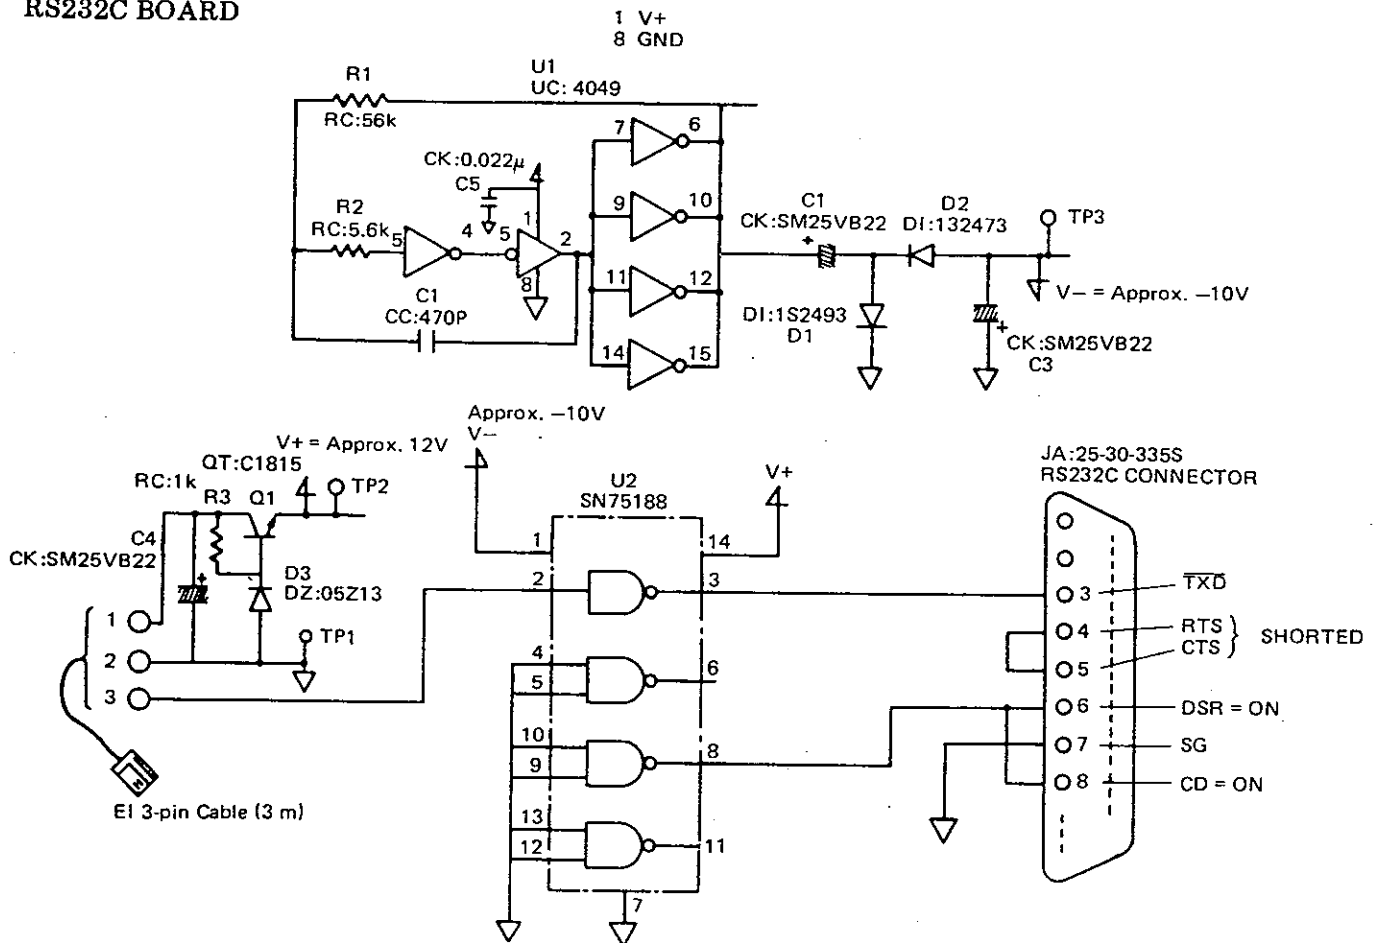 RS232C BOARD
1 V+
8 GND
U1
UC: 4049
R1
RC:56k
7
6
CK:0.022µ
C5
1
9
10
R2
RC:5.6k
5
4
5
2
8
11
12
C1
CC:470P
14
15
C1
CK:SM25VB22
+
D2
DI:132473
TP3
V− = Approx. −10V
DI:1S2493
D1
+
CK:SM25VB22
C3
Approx. −10V
V−
V+ = Approx. 12V
QT:C1815
RC:1k
R3
Q1
TP2
C4
CK:SM25VB22
+
D3
DZ:05Z13
1
2
3
TP1
EI 3-pin Cable (3 m)
U2
SN75188
V+
1
14
2
3
4
5
6
10
9
8
13
12
11
7
JA:25-30-335S
RS232C CONNECTOR
3
TXD
4
RTS
5
CTS
SHORTED
6
DSR = ON
7
SG
8
CD = ON